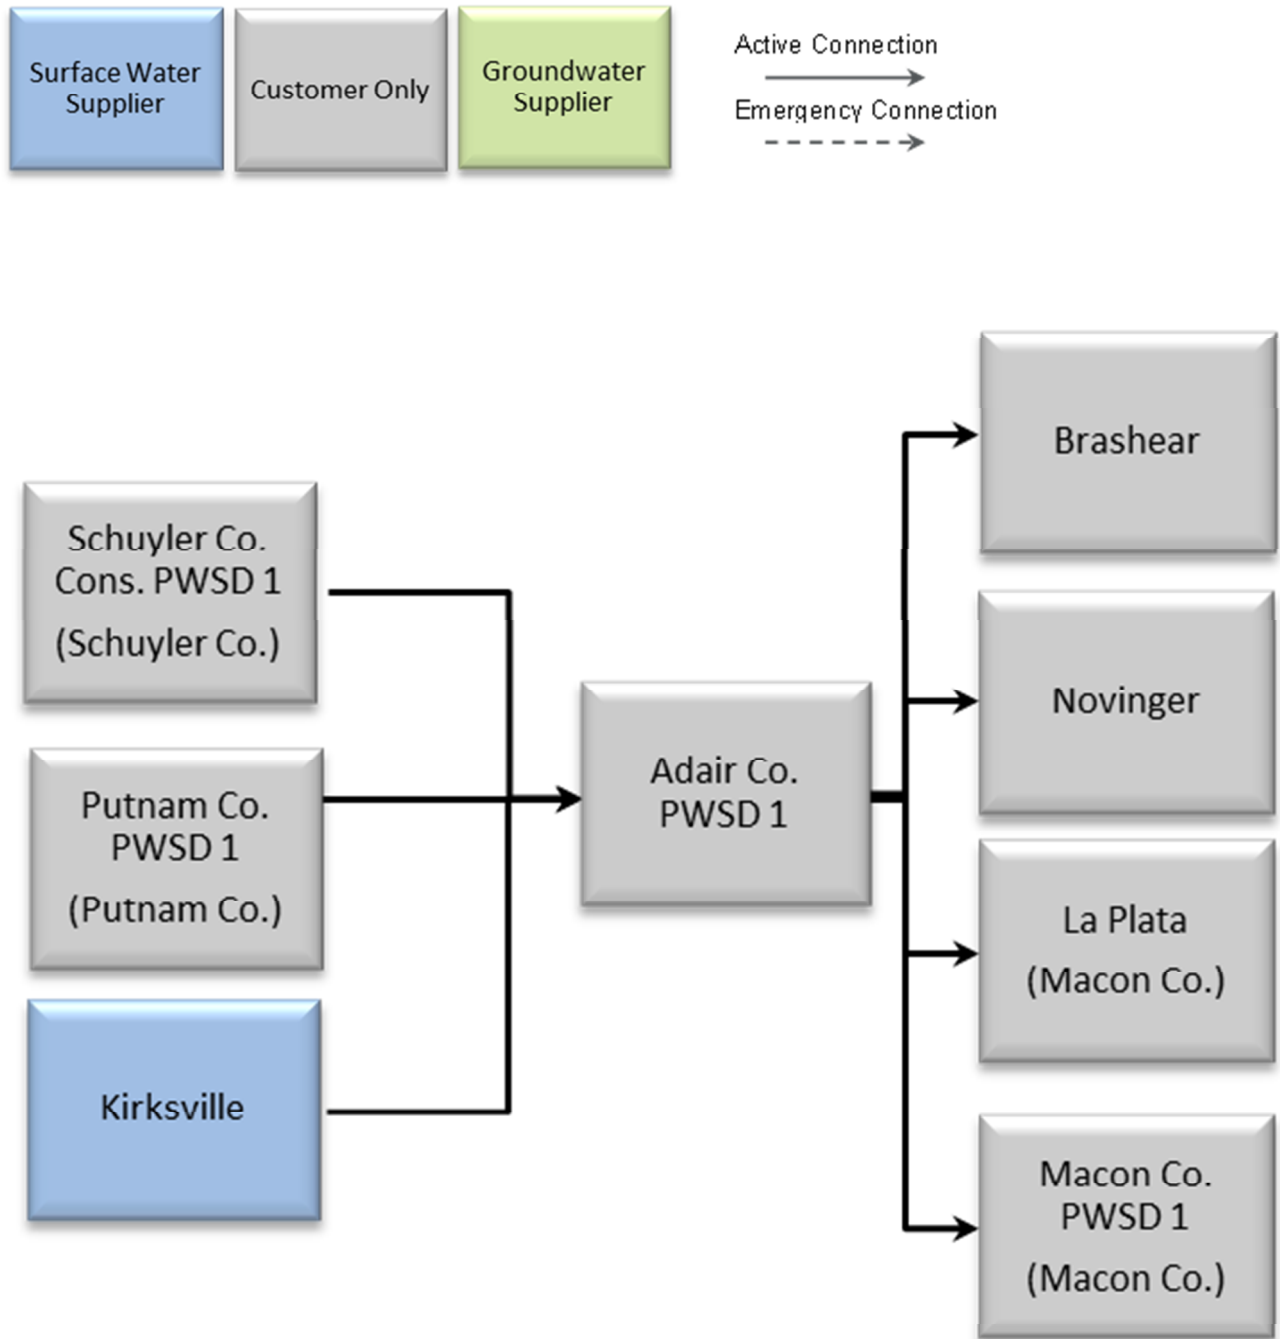 Surface Water
Supplier
Customer Only
Groundwater
Supplier
Active Connection
Emergency Connection
Schuyler Co.
Cons. PWSD 1
(Schuyler Co.)
Putnam Co.
PWSD 1
(Putnam Co.)
Kirksville
Adair Co.
PWSD 1
Brashear
Novinger
La Plata
(Macon Co.)
Macon Co.
PWSD 1
(Macon Co.)